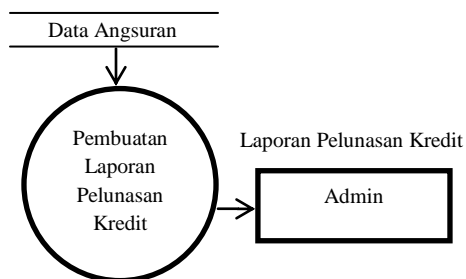 Data Angsuran
Pembuatan
Laporan
Pelunasan
Kredit
Laporan Pelunasan Kredit
Admin